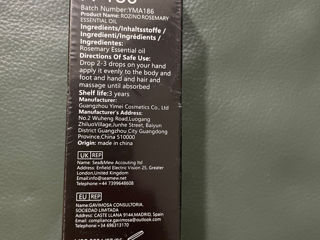 Batch Number:YMA186
Product Name: ROZINO ROSEMARY
ESSENTIAL OIL
Ingredients/Inhaltsstoffe /
Ingredienti/Ingrédients /
Ingredientes:
Rosemary Essential oil
Directions Of Safe Use:
Drop 2-3 drops on your hand
apply it evenly to the body and
foot and hand and hair and
massage until absorbed
Shelf life:3 years
Manufacturer:
Guangzhou Yimei Cosmetics Co., Ltd
Manufacturer's Address:
No.2 Wuheng Road, Luogang
ZhiluoVillage,Junhe Street, Baiyun
District Guangzhou City Guangdong
Province,China.
Origin: made in china
UK REP
Name: Sea&Mew Accouting ltd
Address: Enfield Electric Vision 25, Greater
London,United Kingdom
Email:info@seamew.net
Telephone:+44 7399648608
EU REP
Name:GAVIMOSA CONSULTORIA,
SOCIEDAD LIMITADA
Address: CASTE LLANA 9144,MADRID, Spain
Email: compliance.gavimosa@outlook.com
Telephone:+ 34 696313170